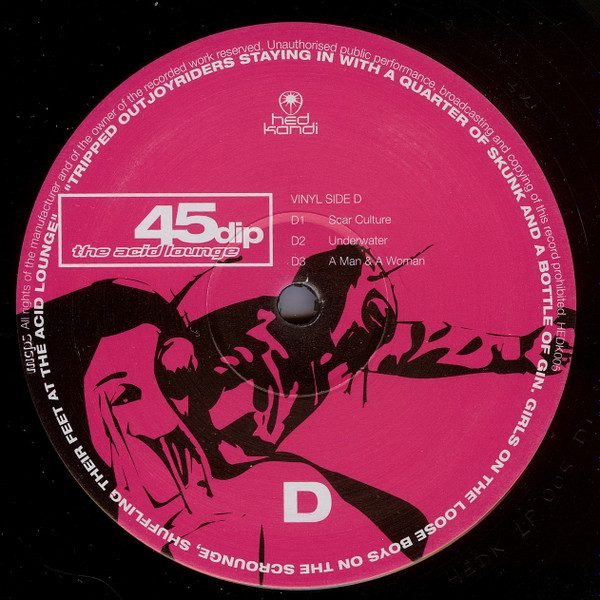 mcps All rights of the manufacturer and of the owner of the recorded work reserved. Unauthorised public performance, broadcasting and copying of this record prohibited. HEDK005
"TRIPPED OUTJOYRIDERS STAYING IN WITH A QUARTER OF SKUNK AND A BOTTLE OF GIN. GIRLS ON THE LOOSE BOYS ON THE SCROUNGE, SHUFFLING THEIR FEET AT THE ACID LOUNGE"
hed
kandi
45dip
the acid lounge
VINYL SIDE D
D1 Scar Culture
D2 Underwater
D3 A Man & A Woman
D